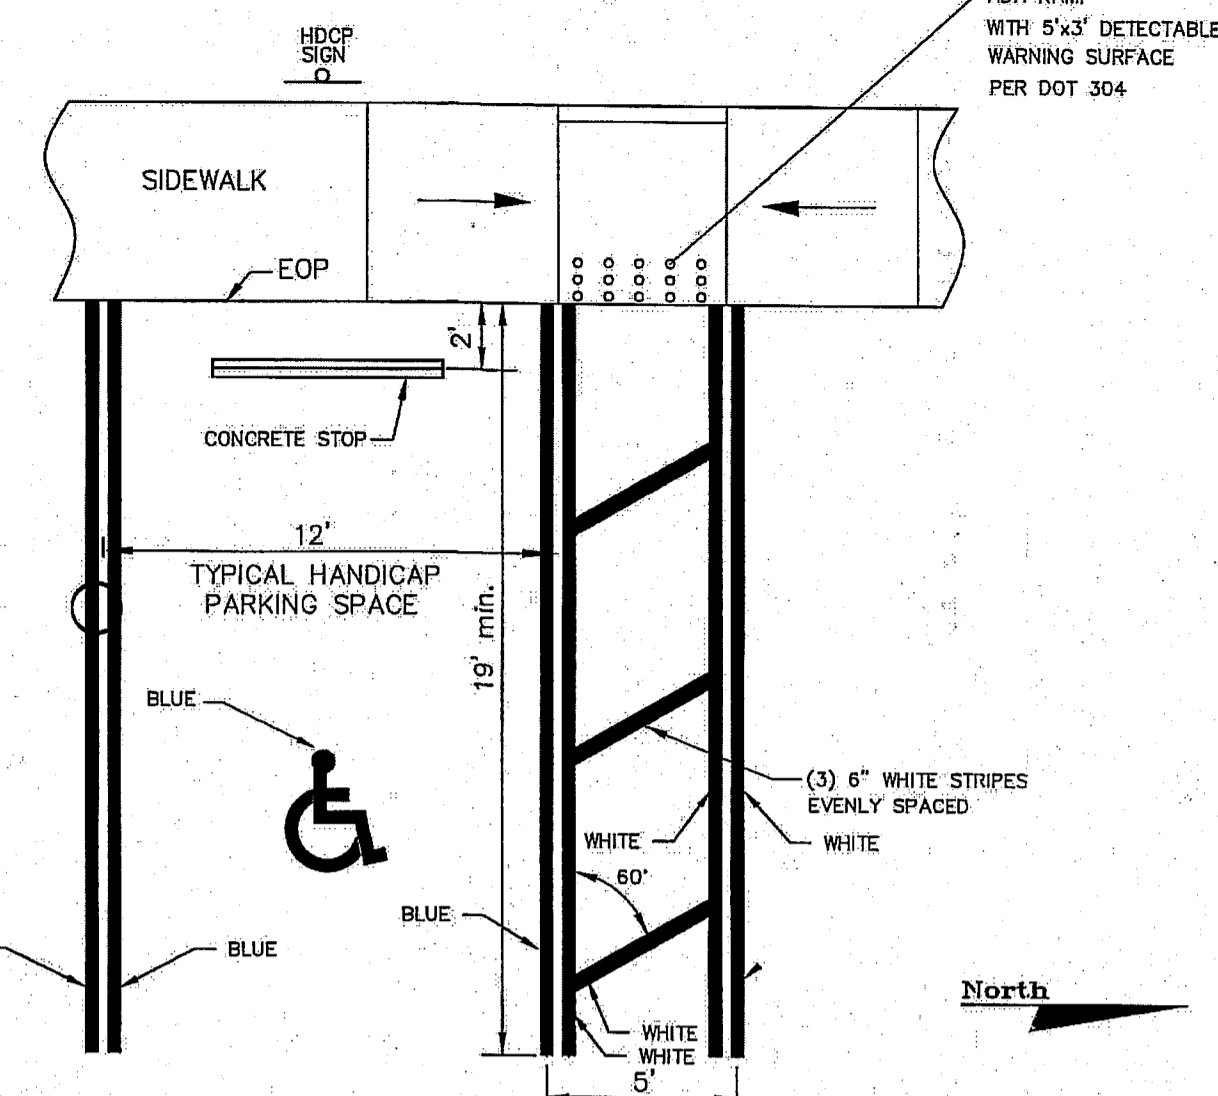 HDCP
SIGN
WITH 5'x3' DETECTABLE
WARNING SURFACE
PER DOT 304
SIDEWALK
EOP
2'
CONCRETE STOP
12'
TYPICAL HANDICAP
PARKING SPACE
19' min.
BLUE
(3) 6" WHITE STRIPES
EVENLY SPACED
WHITE
WHITE
60°
BLUE
BLUE
North
WHITE
WHITE
5'